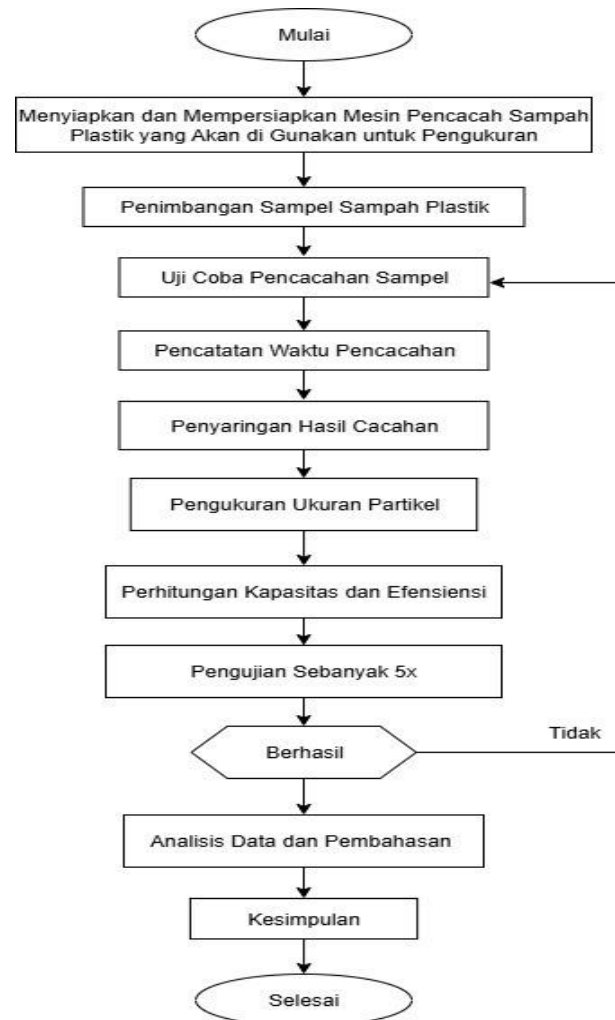 Mulai
Menyiapkan dan Mempersiapkan Mesin Pencacah Sampah
Plastik yang Akan di Gunakan untuk Pengukuran
Penimbangan Sampel Sampah Plastik
Uji Coba Pencacahan Sampel
Pencatatan Waktu Pencacahan
Penyaringan Hasil Cacahan
Pengukuran Ukuran Partikel
Perhitungan Kapasitas dan Efensiensi
Pengujian Sebanyak 5x
Tidak
Berhasil
Analisis Data dan Pembahasan
Kesimpulan
Selesai